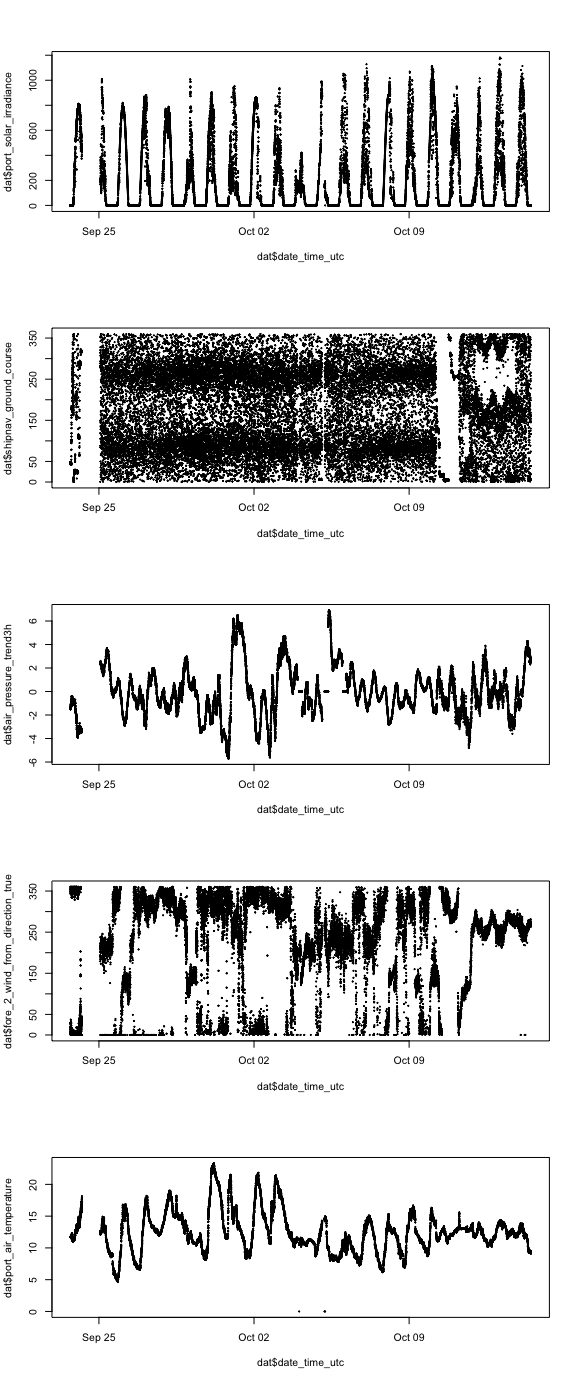 dat$port_solar_irradiance
0 200 600 1000
Sep 25 Oct 02 Oct 09
dat$date_time_utc
dat$shipnav_ground_course
0 50 150 250 350
Sep 25 Oct 02 Oct 09
dat$date_time_utc
dat$air_pressure_trend3h
-6 -4 -2 0 2 4 6
Sep 25 Oct 02 Oct 09
dat$date_time_utc
dat$fore_2_wind_from_direction_true
0 50 150 250 350
Sep 25 Oct 02 Oct 09
dat$date_time_utc
dat$port_air_temperature
0 5 10 15 20
Sep 25 Oct 02 Oct 09
dat$date_time_utc